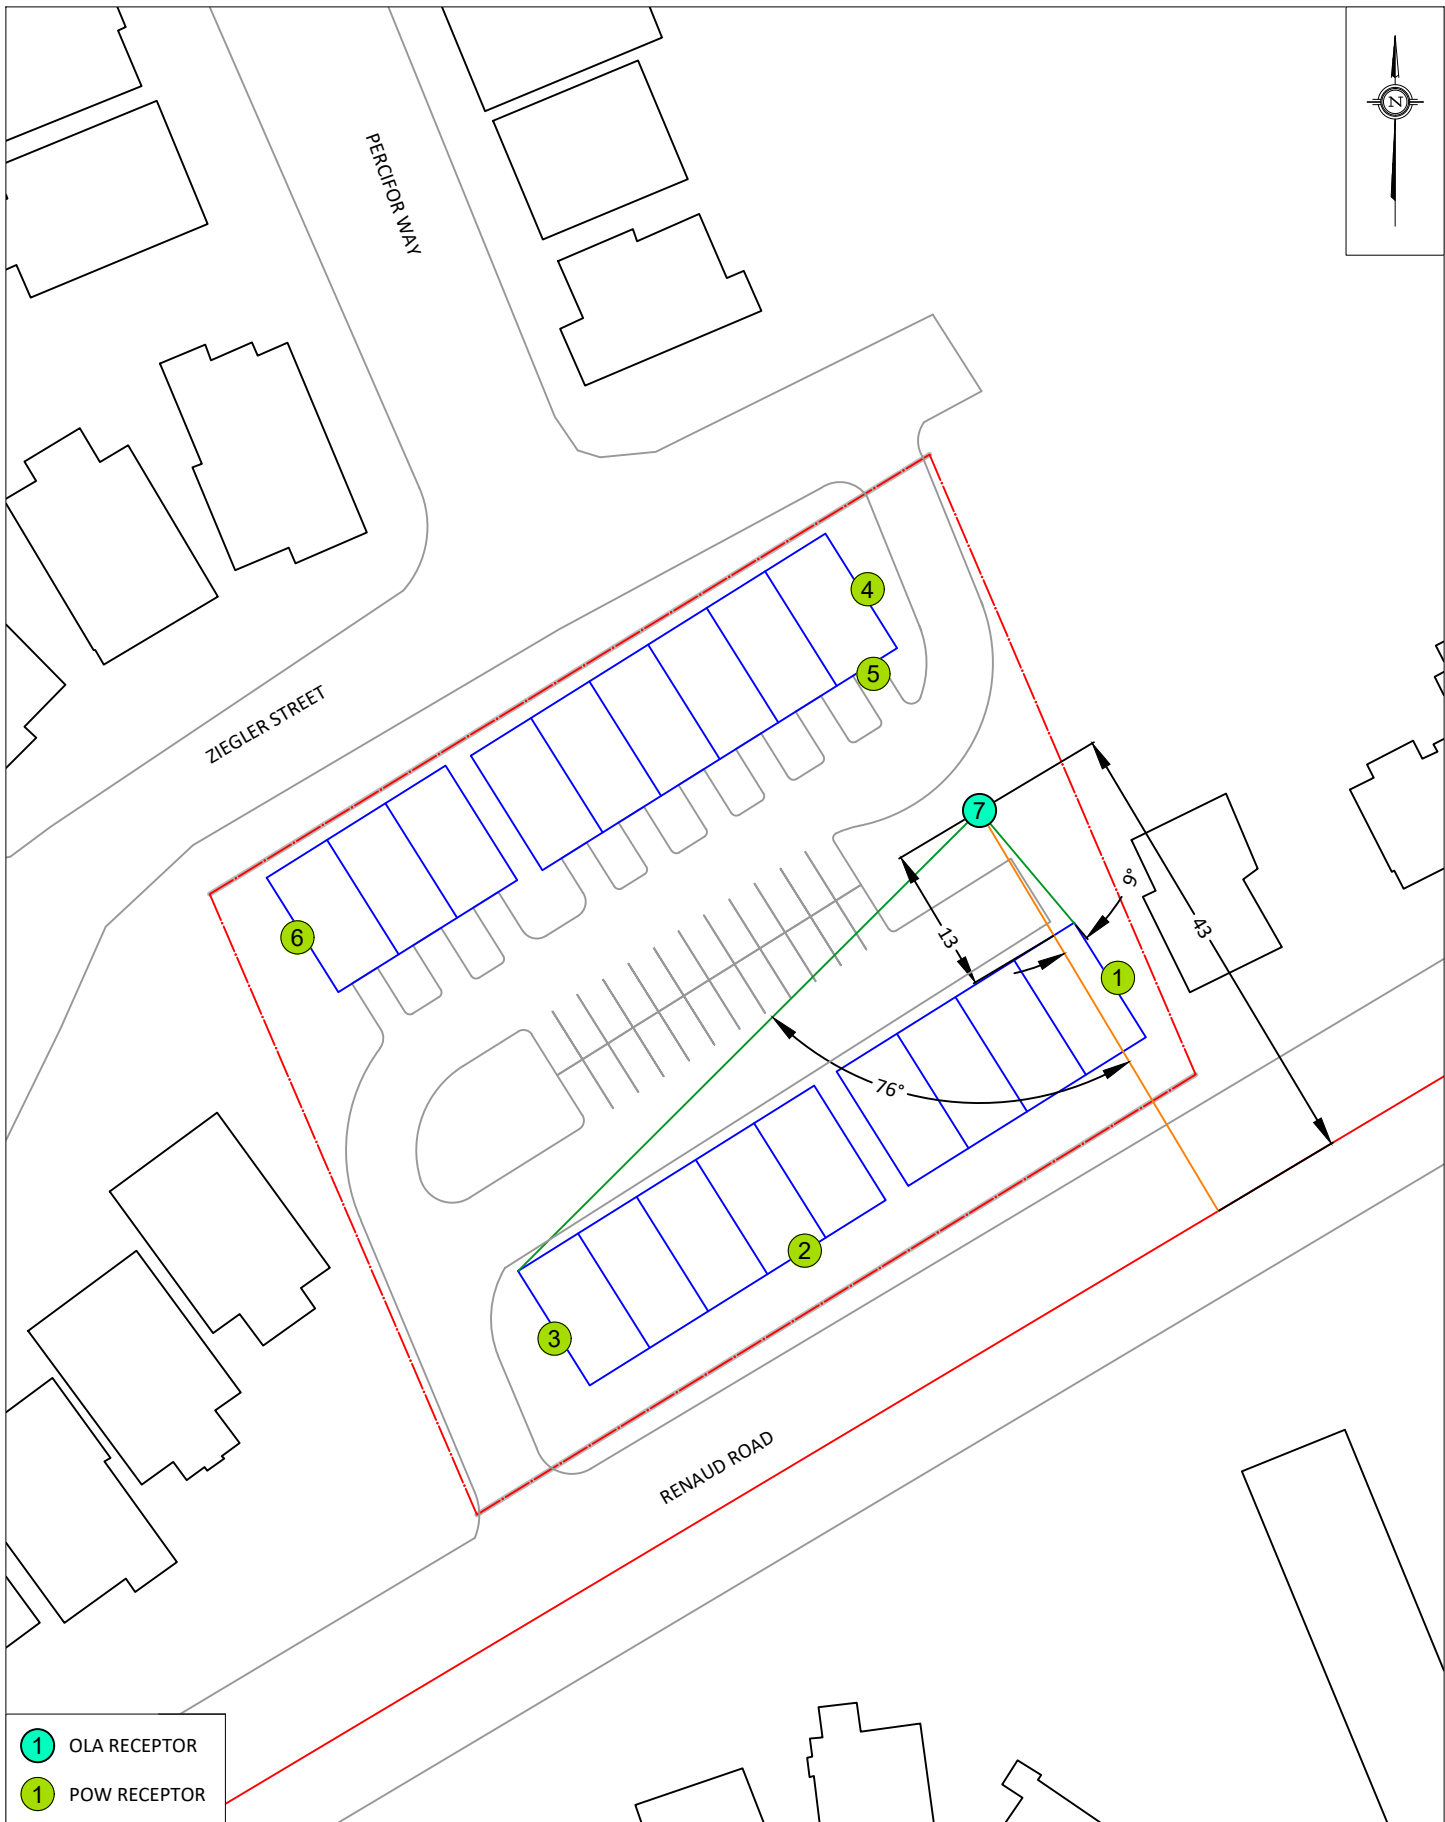 N
PERCIFOR WAY
ZIEGLER STREET
4
5
7
9°
43
6
13
1
76°
2
3
RENAUD ROAD
1 OLA RECEPTOR
1 POW RECEPTOR